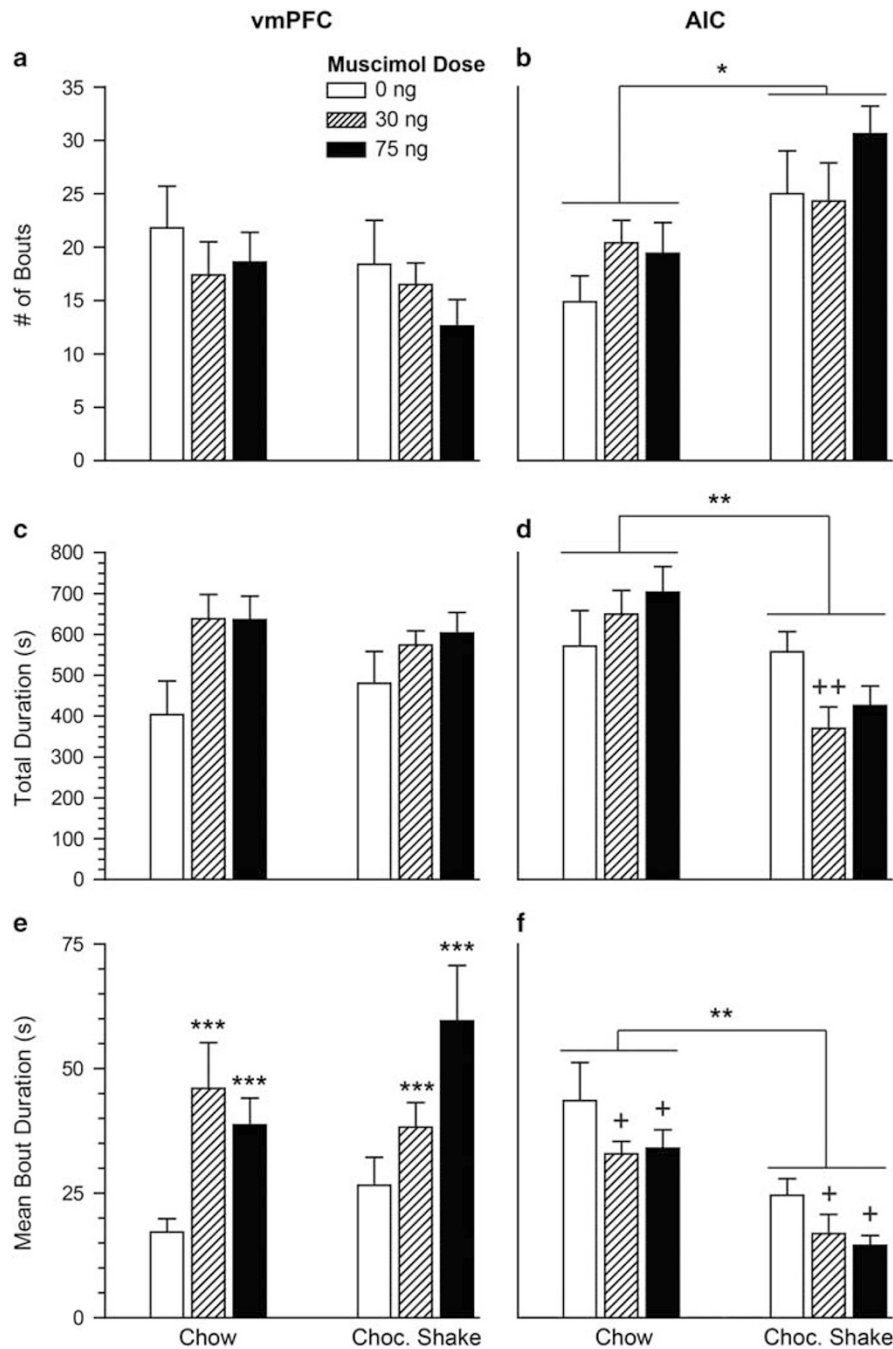 vmPFC
AIC
a
Muscimol Dose
0 ng
30 ng
75 ng
# of Bouts
35
30
25
20
15
10
5
0
b
*
c
Total Duration (s)
800
700
600
500
400
300
200
100
0
d
**
++
e
Mean Bout Duration (s)
75
50
25
0
***
***
***
***
Chow
Choc. Shake
f
**
+
+
+
+
Chow
Choc. Shake